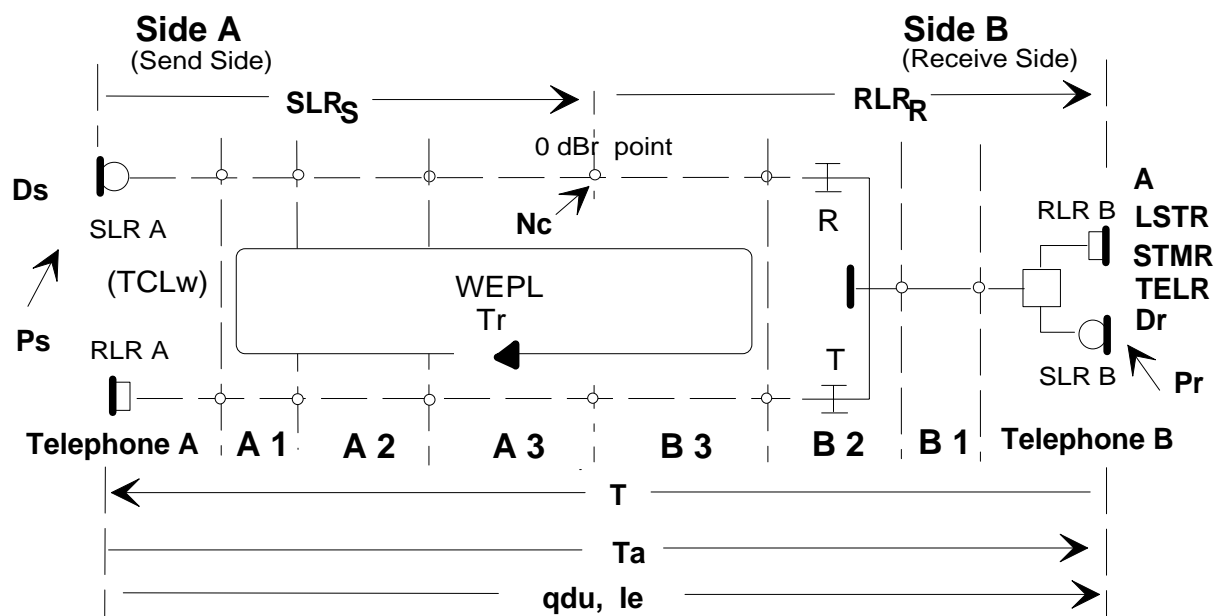 Side A
(Send Side)
Side B
(Receive Side)
SLRS
RLRR
0 dBr point
Ds
Nc
R
A
SLR A
RLR B
LSTR
(TCLw)
STMR
WEPL
TELR
Tr
Dr
Ps
RLR A
T
SLR B
Pr
Telephone A
A 1
A 2
A 3
B 3
B 2
B 1
Telephone B
T
Ta
qdu, Ie